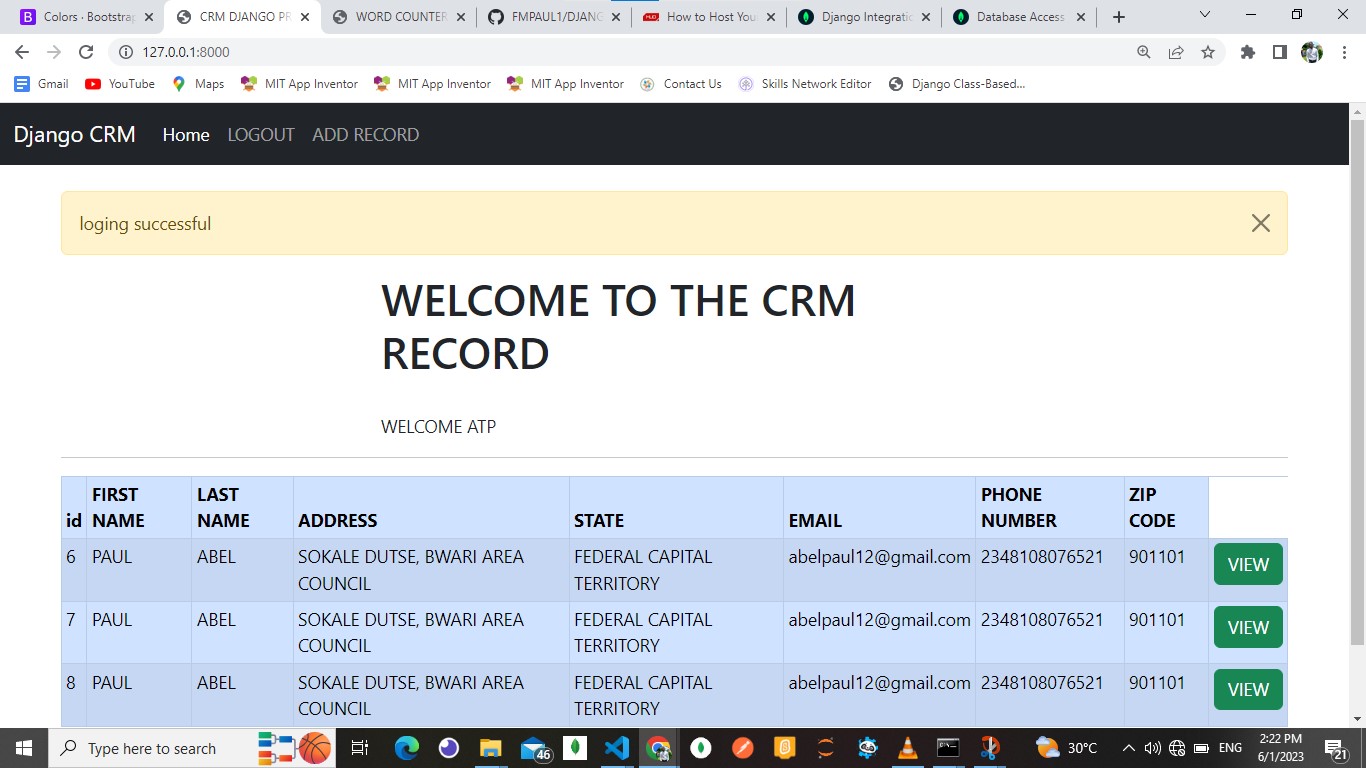 Colors · Bootstrap
CRM DJANGO PR
WORD COUNTER
FMPAUL1/DJANG
How to Host You
Django Integratio
Database Access
127.0.0.1:8000
Gmail
YouTube
Maps
MIT App Inventor
MIT App Inventor
MIT App Inventor
Contact Us
Skills Network Editor
Django Class-Based...
Django CRM
Home
LOGOUT
ADD RECORD
loging successful
WELCOME TO THE CRM
RECORD
WELCOME ATP
id
FIRST
NAME
LAST
NAME
ADDRESS
STATE
EMAIL
PHONE
NUMBER
ZIP
CODE
6
PAUL
ABEL
SOKALE DUTSE, BWARI AREA
COUNCIL
FEDERAL CAPITAL
TERRITORY
abelpaul12@gmail.com
2348108076521
901101
VIEW
7
PAUL
ABEL
SOKALE DUTSE, BWARI AREA
COUNCIL
FEDERAL CAPITAL
TERRITORY
abelpaul12@gmail.com
2348108076521
901101
VIEW
8
PAUL
ABEL
SOKALE DUTSE, BWARI AREA
COUNCIL
FEDERAL CAPITAL
TERRITORY
abelpaul12@gmail.com
2348108076521
901101
VIEW
Type here to search
46
30°C
ENG
2:22 PM
6/1/2023
21